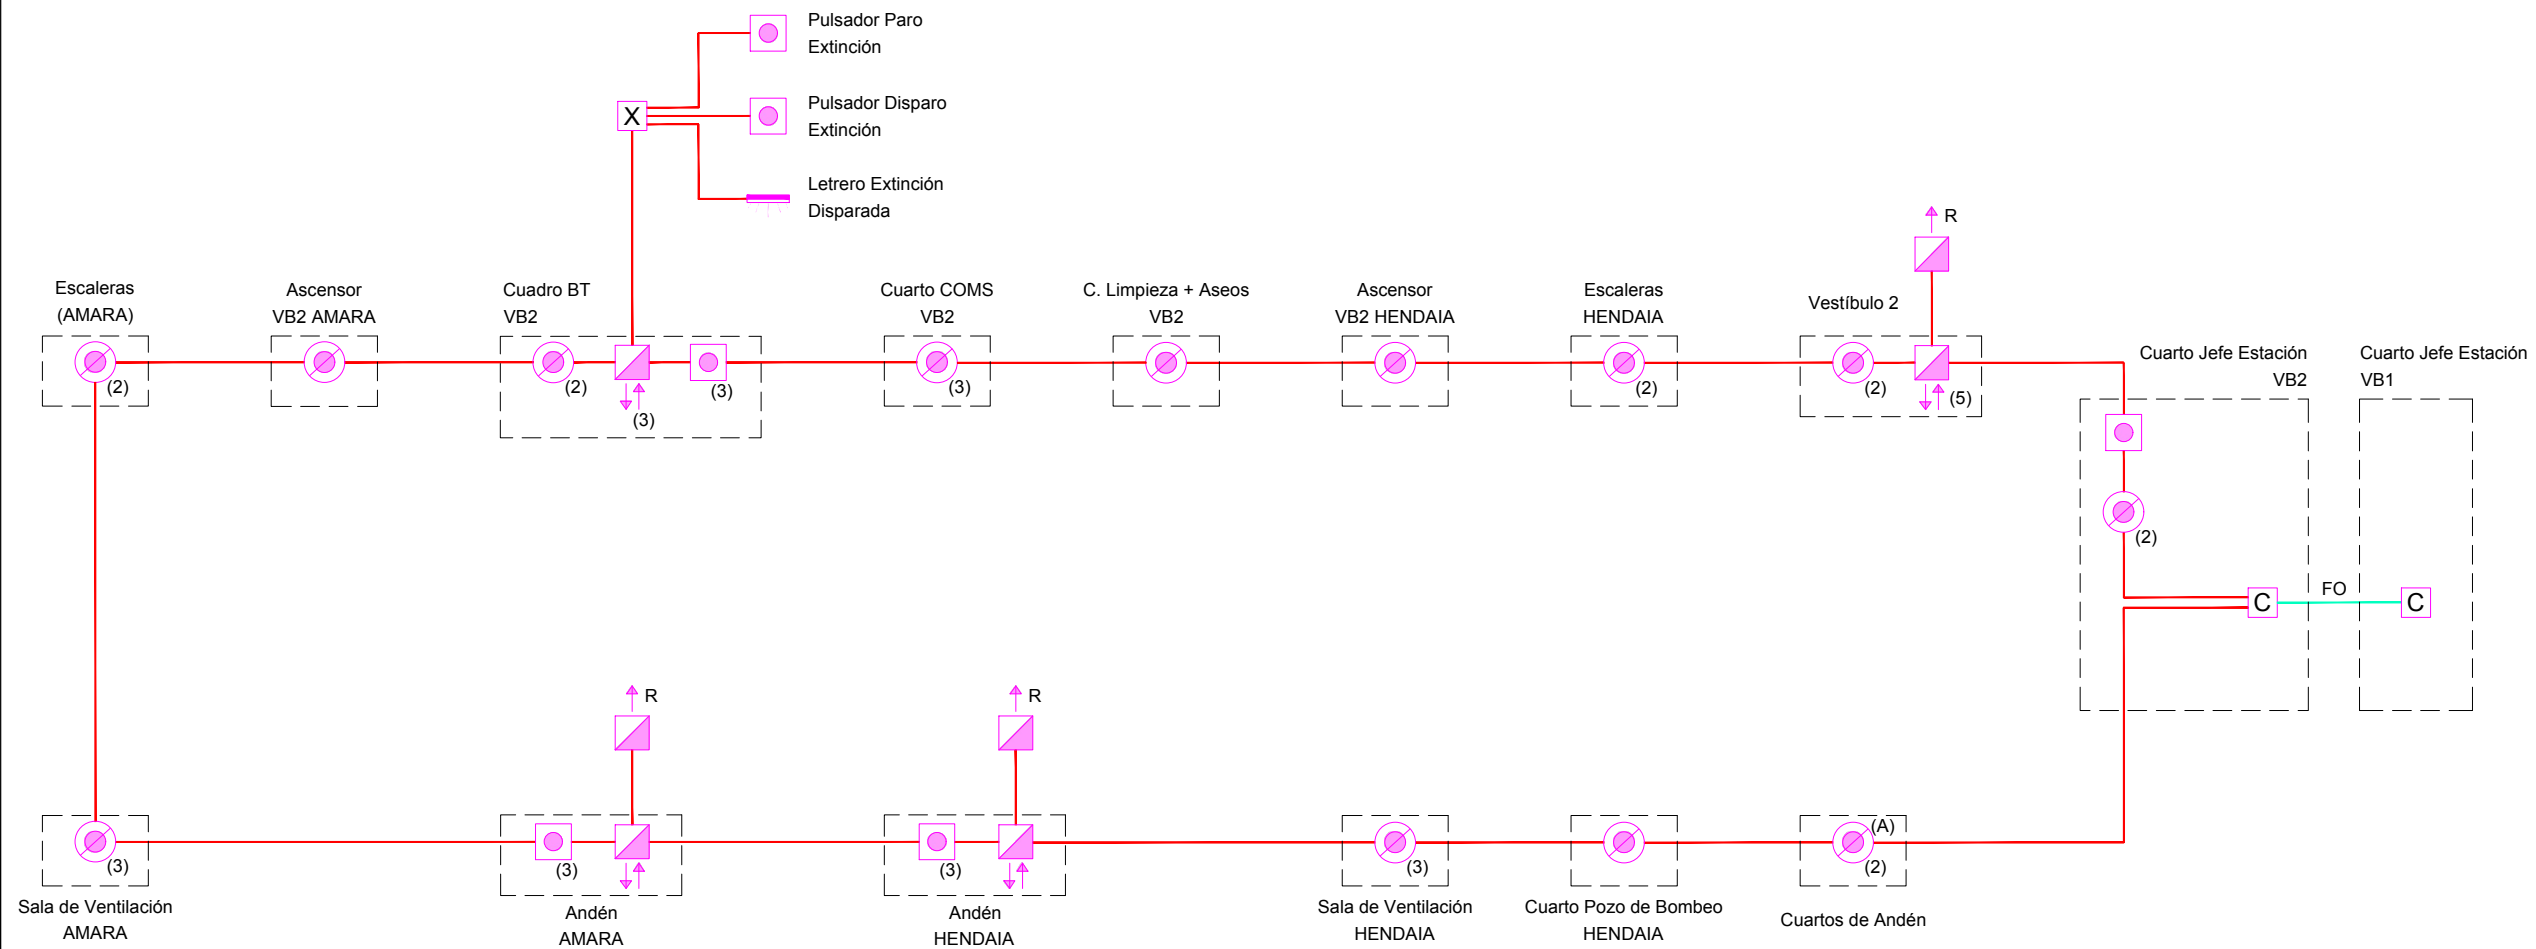 Pulsador Paro
Extinción
Pulsador Disparo
Extinción
X
Letrero Extinción
Disparada
R
Escaleras
(AMARA)
(2)
Ascensor
VB2 AMARA
Cuadro BT
VB2
(2)
(3)
(3)
Cuarto COMS
VB2
(3)
C. Limpieza + Aseos
VB2
Ascensor
VB2 HENDAIA
Escaleras
HENDAIA
(2)
Vestíbulo 2
(2)
(5)
Cuarto Jefe Estación
VB2
(2)
C
FO
Cuarto Jefe Estación
VB1
C
R
R
(3)
Sala de Ventilación
AMARA
(3)
Andén
AMARA
(3)
Andén
HENDAIA
(3)
Sala de Ventilación
HENDAIA
Cuarto Pozo de Bombeo
HENDAIA
(A)
(2)
Cuartos de Andén